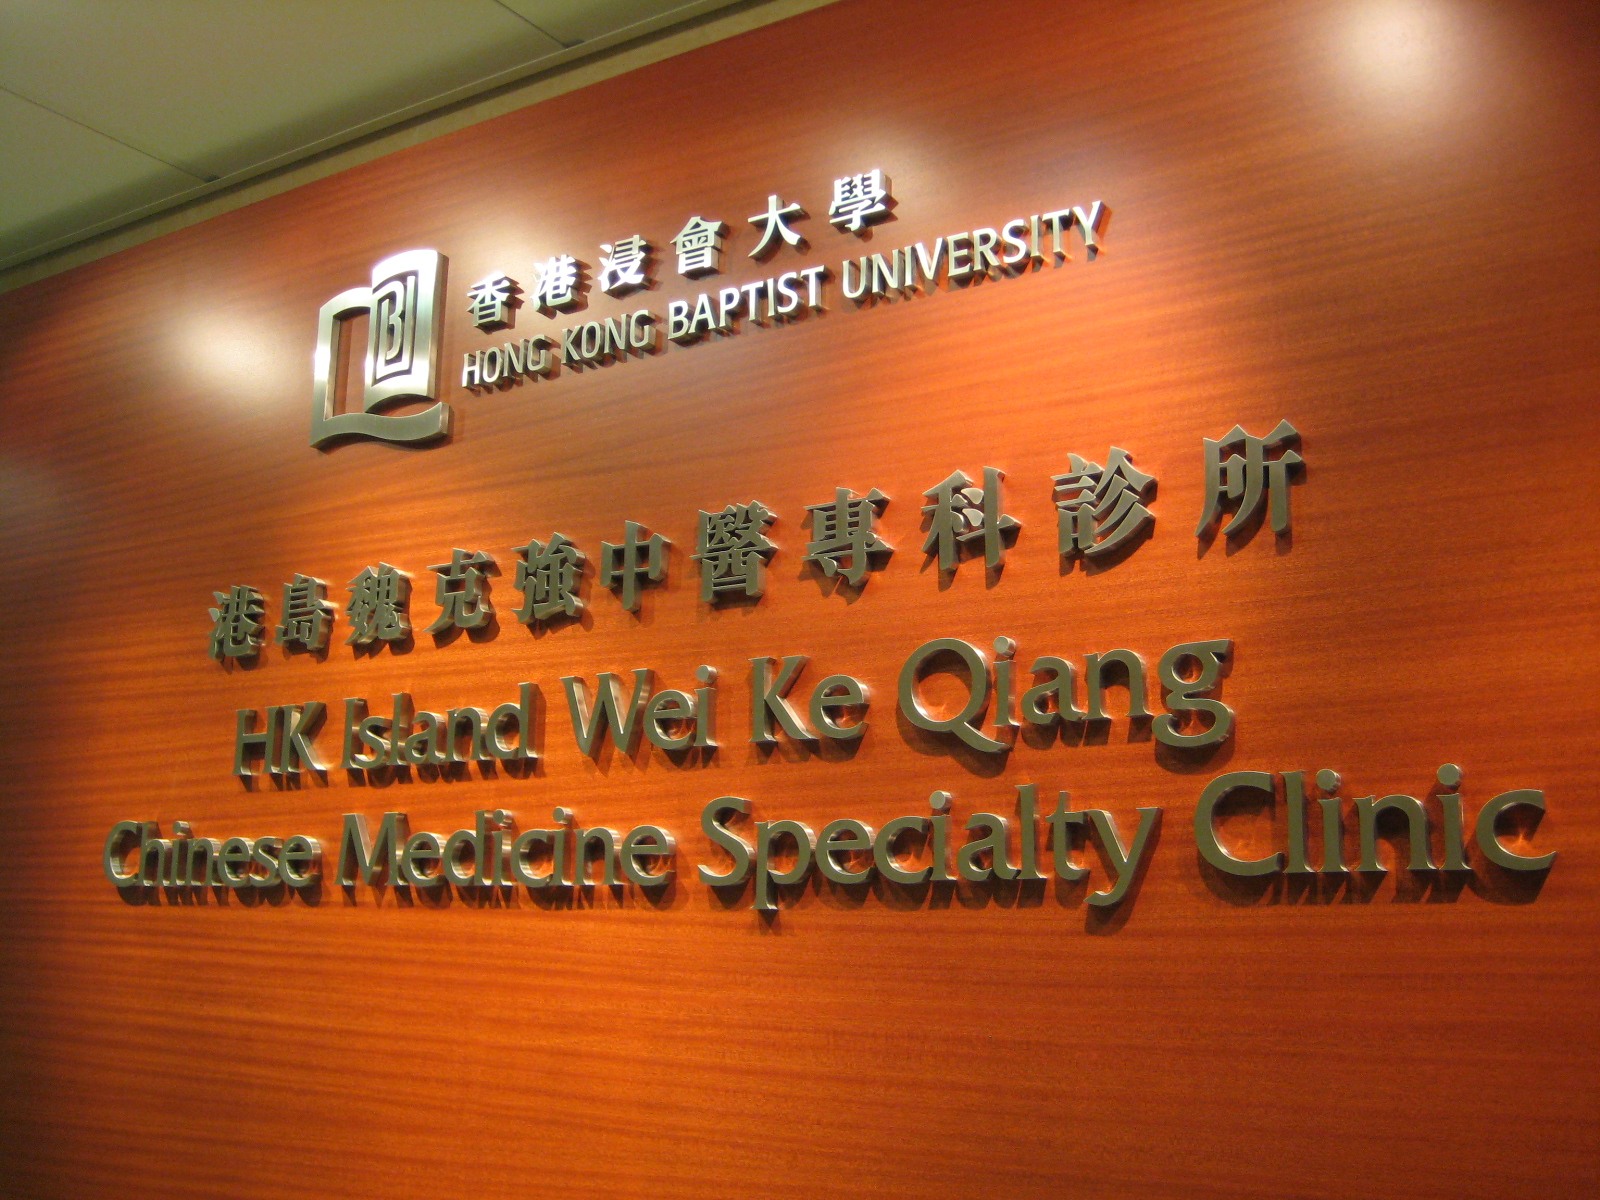 香港浸會大學
HONG KONG BAPTIST UNIVERSITY
港島魏克強中醫專科診所
HK Island Wei Ke Qiang
Chinese Medicine Specialty Clinic